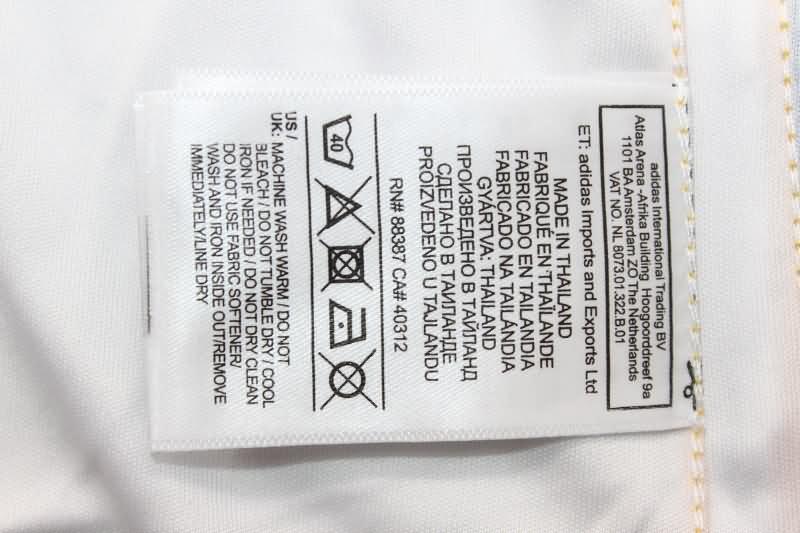 adidas International Trading BV
Atlas Arena -Afrika Building Hoogoorddreef 9a
1101 BA Amsterdam ZO The Netherlands
VAT NO. NL 8073.01.322.B.01
ET: adidas Imports and Exports Ltd
MADE IN THAILAND
FABRIQUÉ EN THAÏLANDE
FABRICADO EN TAILANDIA
FABRICADO NA TAILÂNDIA
GYÁRTVA: THAILAND
ПРОИЗВЕДЕНО В ТАЙЛАНД
СДЕЛАНО В ТАИЛАНДЕ
PROIZVEDENO U TAJLANDU
RN# 88387 CA# 40312
40
US /
UK: MACHINE WASH WARM / DO NOT
BLEACH / DO NOT TUMBLE DRY / COOL
IRON IF NEEDED / DO NOT DRY CLEAN
DO NOT USE FABRIC SOFTENER/
WASH AND IRON INSIDE OUT/REMOVE
IMMEDIATELY/LINE DRY